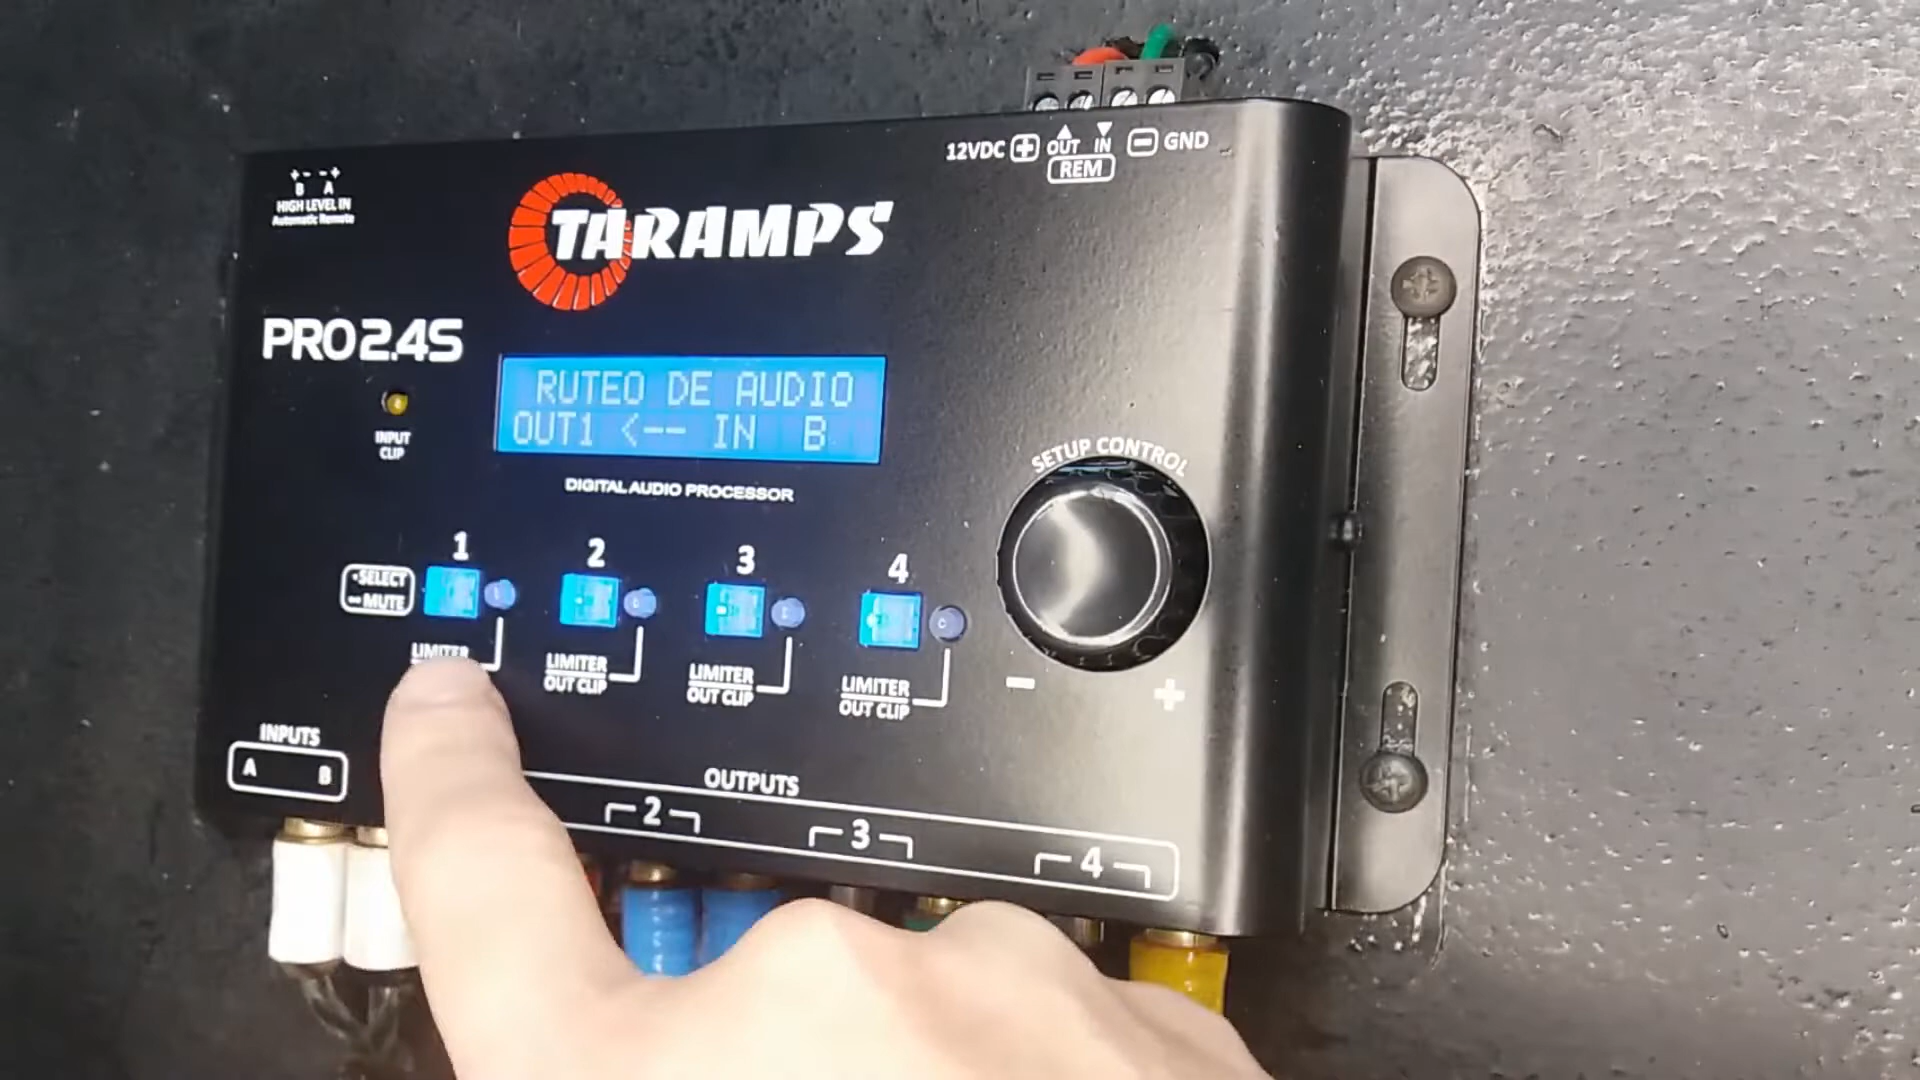 12VDC + OUT IN - GND
REM
+ - - +
B A
HIGH LEVEL IN
Automatic Remote
TARAMPS
PRO2.4S
RUTEO DE AUDIO
OUT1 <-- IN B
INPUT
CLIP
DIGITAL AUDIO PROCESSOR
SETUP CONTROL
- +
1 2 3 4
•SELECT
— MUTE
LIMITER
LIMITER
OUT CLIP
LIMITER
OUT CLIP
LIMITER
OUT CLIP
INPUTS
A B
OUTPUTS
2 3 4